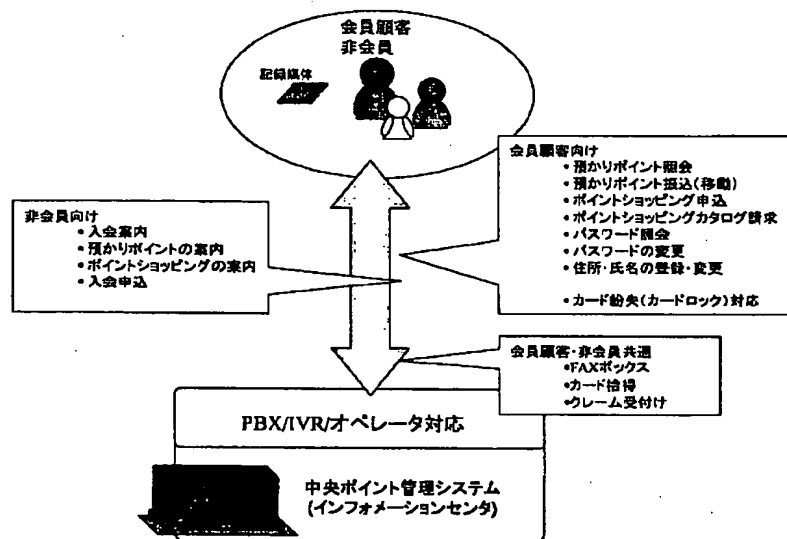 会員顧客
非会員
記録媒体
会員顧客向け
•預かりポイント照会
•預かりポイント振込(移動)
•ポイントショッピング申込
•ポイントショッピングカタログ請求
•パスワード照会
•パスワードの変更
•住所・氏名の登録・変更
•カード紛失(カードロック)対応
非会員向け
•入会案内
•預かりポイントの案内
•ポイントショッピングの案内
•入会申込
会員顧客・非会員共通
•FAXボックス
•カード拾得
•クレーム受付け
PBX/IVR/オペレータ対応
中央ポイント管理システム
(インフォメーションセンタ)